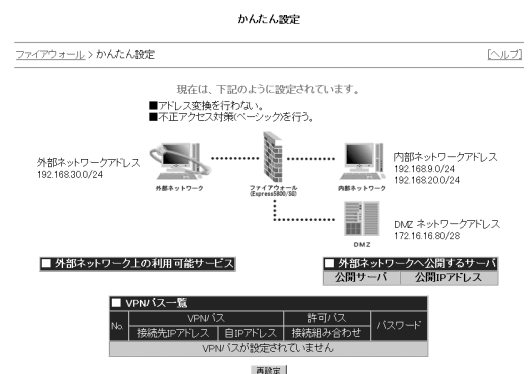 かんたん設定
ファイアウォール > かんたん設定 [ヘルプ]
現在は、下記のように設定されています。
■アドレス変換を行わない。
■不正アクセス対策(ベーシック)を行う。
外部ネットワークアドレス
192.168.30.0/24
外部ネットワーク
ファイアウォール
(Express5800/SG)
内部ネットワーク
内部ネットワークアドレス
192.168.9.0/24
192.168.20.0/24
DMZ
DMZ ネットワークアドレス
172.16.16.80/28
■ 外部ネットワーク上の利用可能サービス
■ 外部ネットワークへ公開するサーバ
公開サーバ 公開IPアドレス
■ VPNパス一覧
No. VPNパス 許可パス パスワード
接続先IPアドレス 自IPアドレス 接続組み合わせ
VPNパスが設定されていません
再設定